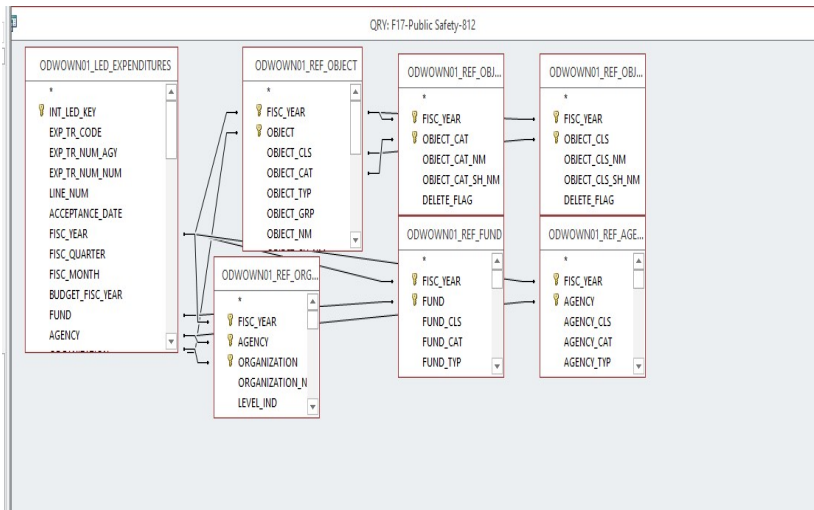 QRY: F17-Public Safety-812
ODWOWN01_LED_EXPENDITURES
*
INT_LED_KEY
EXP_TR_CODE
EXP_TR_NUM_AGY
EXP_TR_NUM_NUM
LINE_NUM
ACCEPTANCE_DATE
FISC_YEAR
FISC_QUARTER
FISC_MONTH
BUDGET_FISC_YEAR
FUND
AGENCY
ODWOWN01_REF_OBJECT
*
FISC_YEAR
OBJECT
OBJECT_CLS
OBJECT_CAT
OBJECT_TYP
OBJECT_GRP
OBJECT_NM
ODWOWN01_REF_OBJ...
*
FISC_YEAR
OBJECT_CAT
OBJECT_CAT_NM
OBJECT_CAT_SH_NM
DELETE_FLAG
ODWOWN01_REF_OBJ...
*
FISC_YEAR
OBJECT_CLS
OBJECT_CLS_NM
OBJECT_CLS_SH_NM
DELETE_FLAG
ODWOWN01_REF_ORG...
*
FISC_YEAR
AGENCY
ORGANIZATION
ORGANIZATION_N
LEVEL_IND
ODWOWN01_REF_FUND
*
FISC_YEAR
FUND
FUND_CLS
FUND_CAT
FUND_TYP
ODWOWN01_REF_AGE...
*
FISC_YEAR
AGENCY
AGENCY_CLS
AGENCY_CAT
AGENCY_TYP